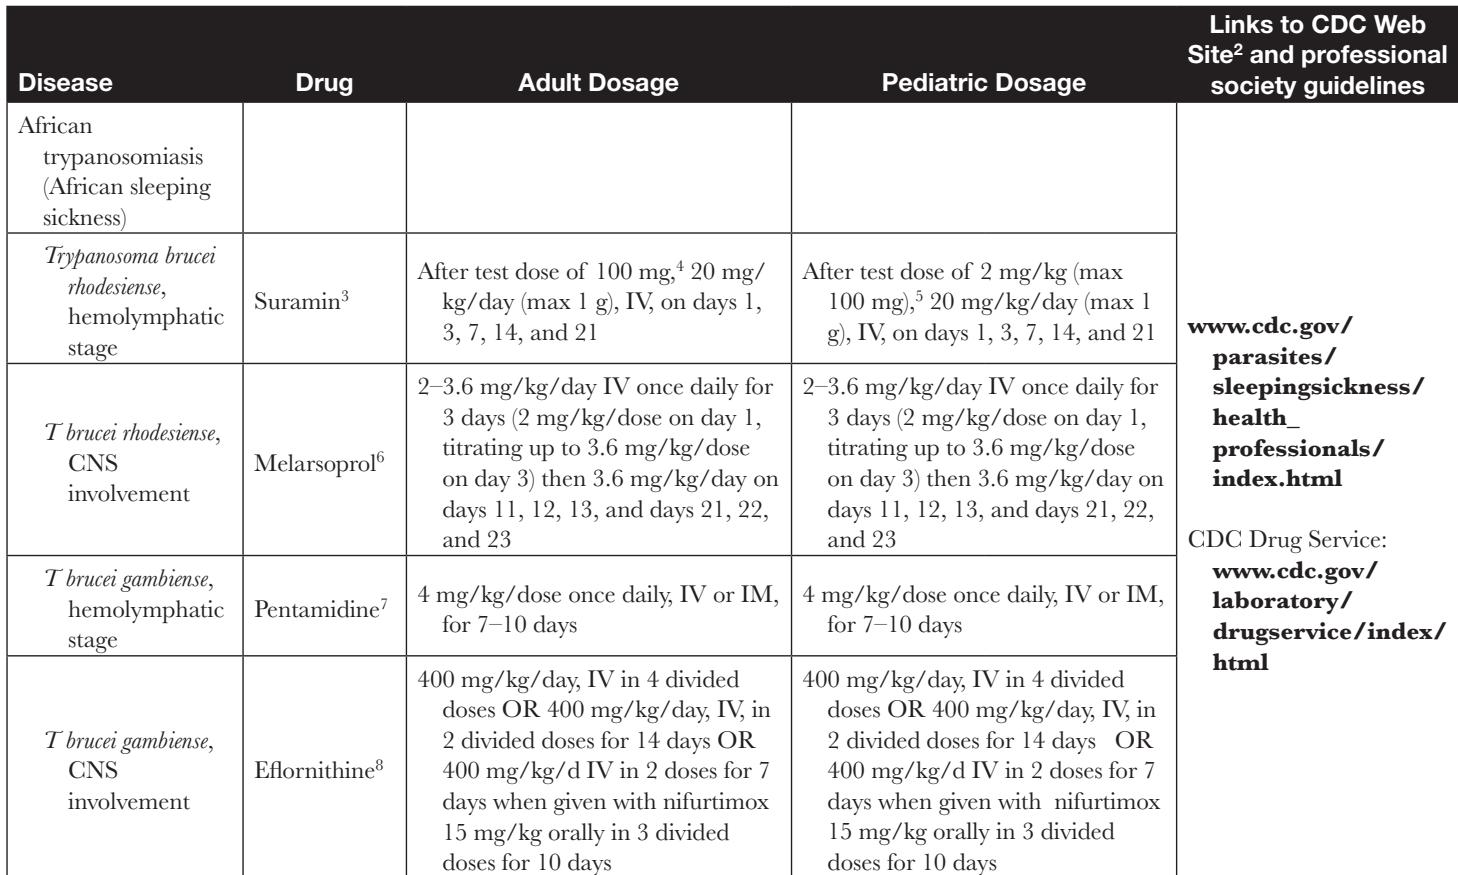 Disease
Drug
Adult Dosage
Pediatric Dosage
Links to CDC Web
Site² and professional
society guidelines
African
trypanosomiasis
(African sleeping
sickness)
Trypanosoma brucei
rhodesiense,
hemolymphatic
stage
Suramin³
After test dose of 100 mg,⁴ 20 mg/
kg/day (max 1 g), IV, on days 1,
3, 7, 14, and 21
After test dose of 2 mg/kg (max
100 mg),⁵ 20 mg/kg/day (max 1
g), IV, on days 1, 3, 7, 14, and 21
T brucei rhodesiense,
CNS
involvement
Melarsoprol⁶
2–3.6 mg/kg/day IV once daily for
3 days (2 mg/kg/dose on day 1,
titrating up to 3.6 mg/kg/dose
on day 3) then 3.6 mg/kg/day on
days 11, 12, 13, and days 21, 22,
and 23
2–3.6 mg/kg/day IV once daily for
3 days (2 mg/kg/dose on day 1,
titrating up to 3.6 mg/kg/dose
on day 3) then 3.6 mg/kg/day on
days 11, 12, 13, and days 21, 22,
and 23
T brucei gambiense,
hemolymphatic
stage
Pentamidine⁷
4 mg/kg/dose once daily, IV or IM,
for 7–10 days
4 mg/kg/dose once daily, IV or IM,
for 7–10 days
T brucei gambiense,
CNS
involvement
Eflornithine⁸
400 mg/kg/day, IV in 4 divided
doses OR 400 mg/kg/day, IV, in
2 divided doses for 14 days OR
400 mg/kg/d IV in 2 doses for 7
days when given with nifurtimox
15 mg/kg orally in 3 divided
doses for 10 days
400 mg/kg/day, IV in 4 divided
doses OR 400 mg/kg/day, IV, in
2 divided doses for 14 days OR
400 mg/kg/d IV in 2 doses for 7
days when given with nifurtimox
15 mg/kg orally in 3 divided
doses for 10 days
www.cdc.gov/
parasites/
sleepingsickness/
health_
professionals/
index.html
CDC Drug Service:
www.cdc.gov/
laboratory/
drugservice/index/
html